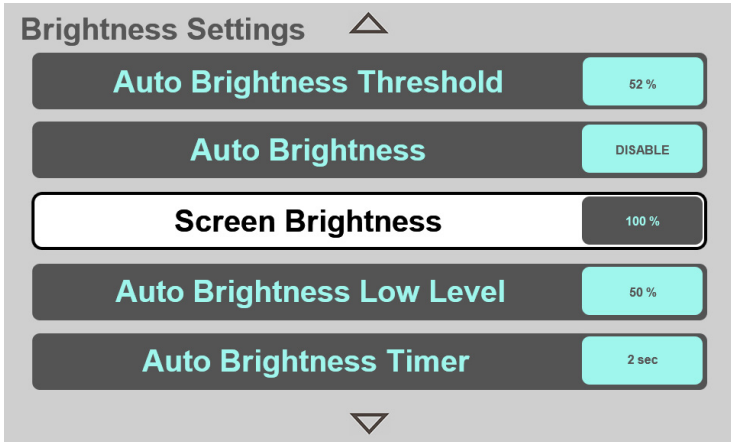 Brightness Settings
Auto Brightness Threshold 52 %
Auto Brightness DISABLE
Screen Brightness 100 %
Auto Brightness Low Level 50 %
Auto Brightness Timer 2 sec